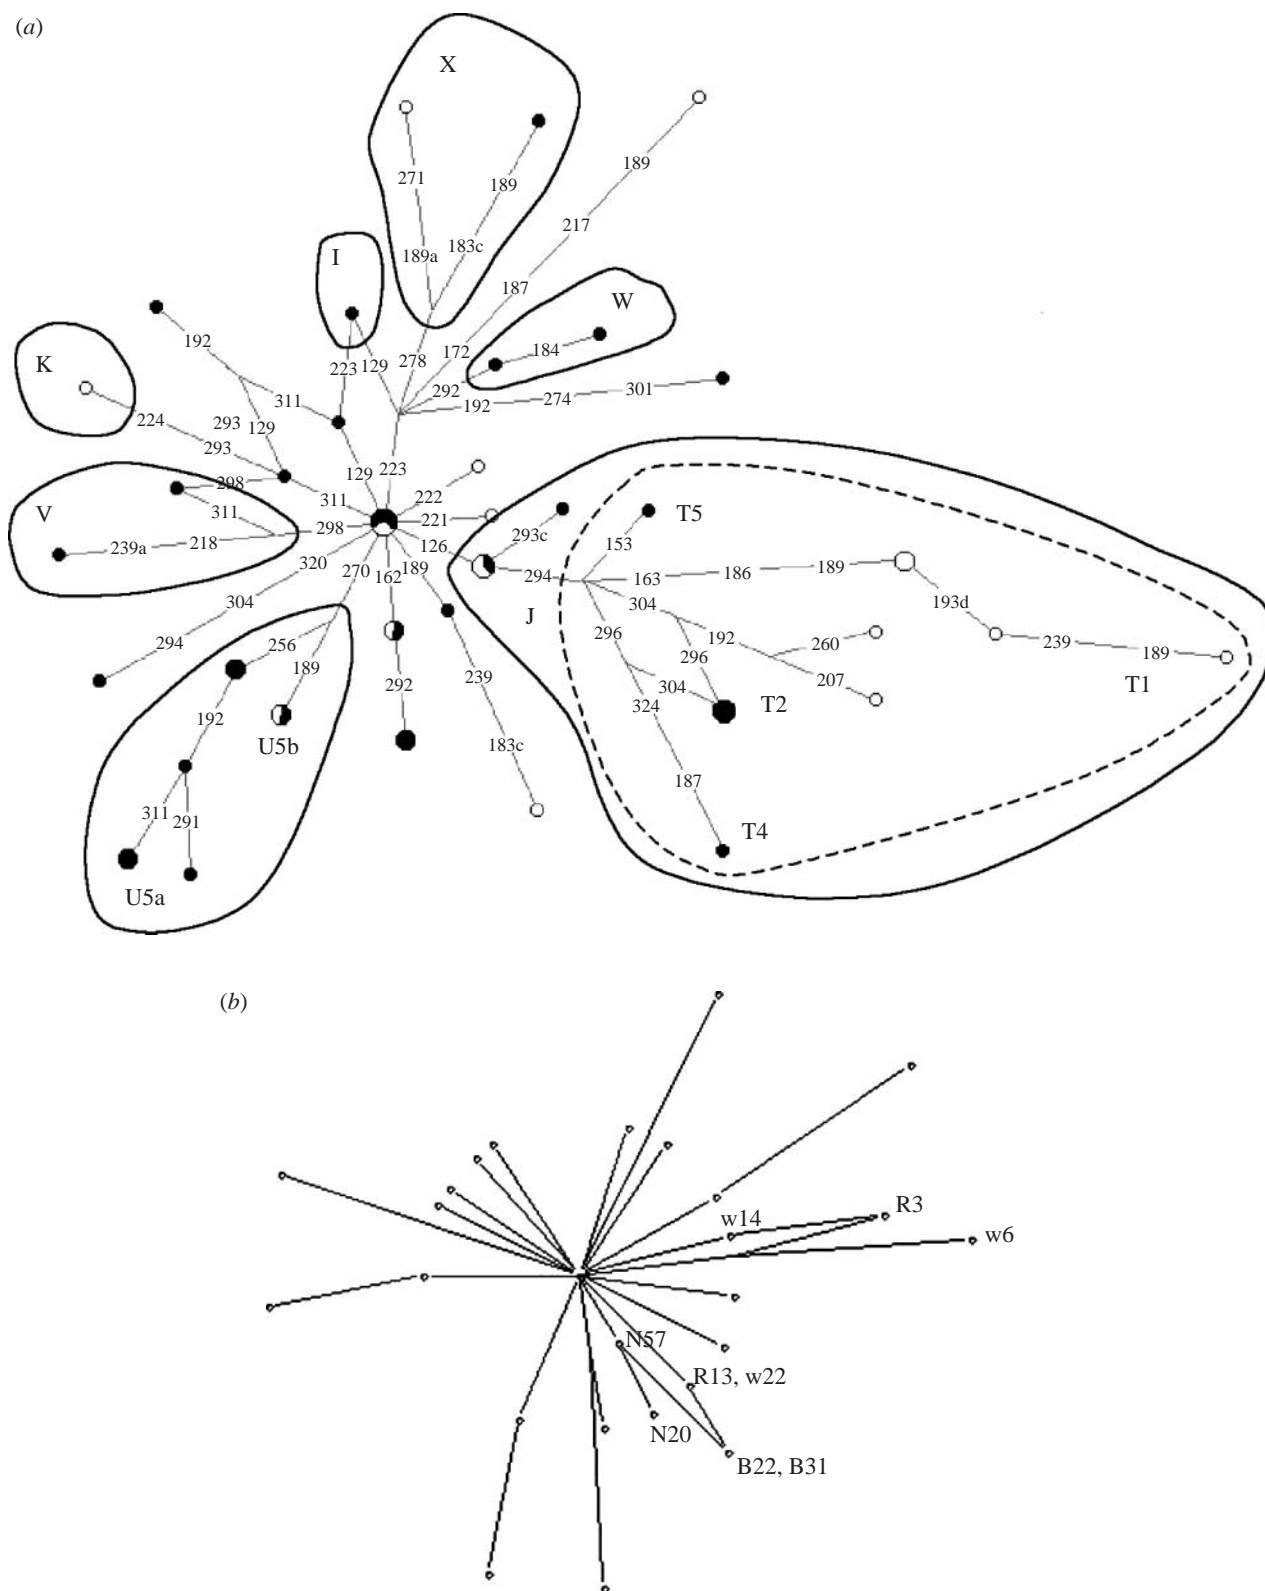 (a)
X
189
271
189
217
I
189a
183c
187
W
192
K
223
129
278
172
184
292
192
274
301
224
311
293
129
293
129
223
298
311
222
V
311
298
221
126
293c
T5
239a
218
320
270
162
189
294
153
163
186
189
304
J
304
193d
294
256
296
192
260
239
189
189
292
239
296
207
T1
192
304
324
T2
U5b
183c
187
311
291
T4
U5a
(b)
R3
w14
w6
N57
R13, w22
N20
B22, B31